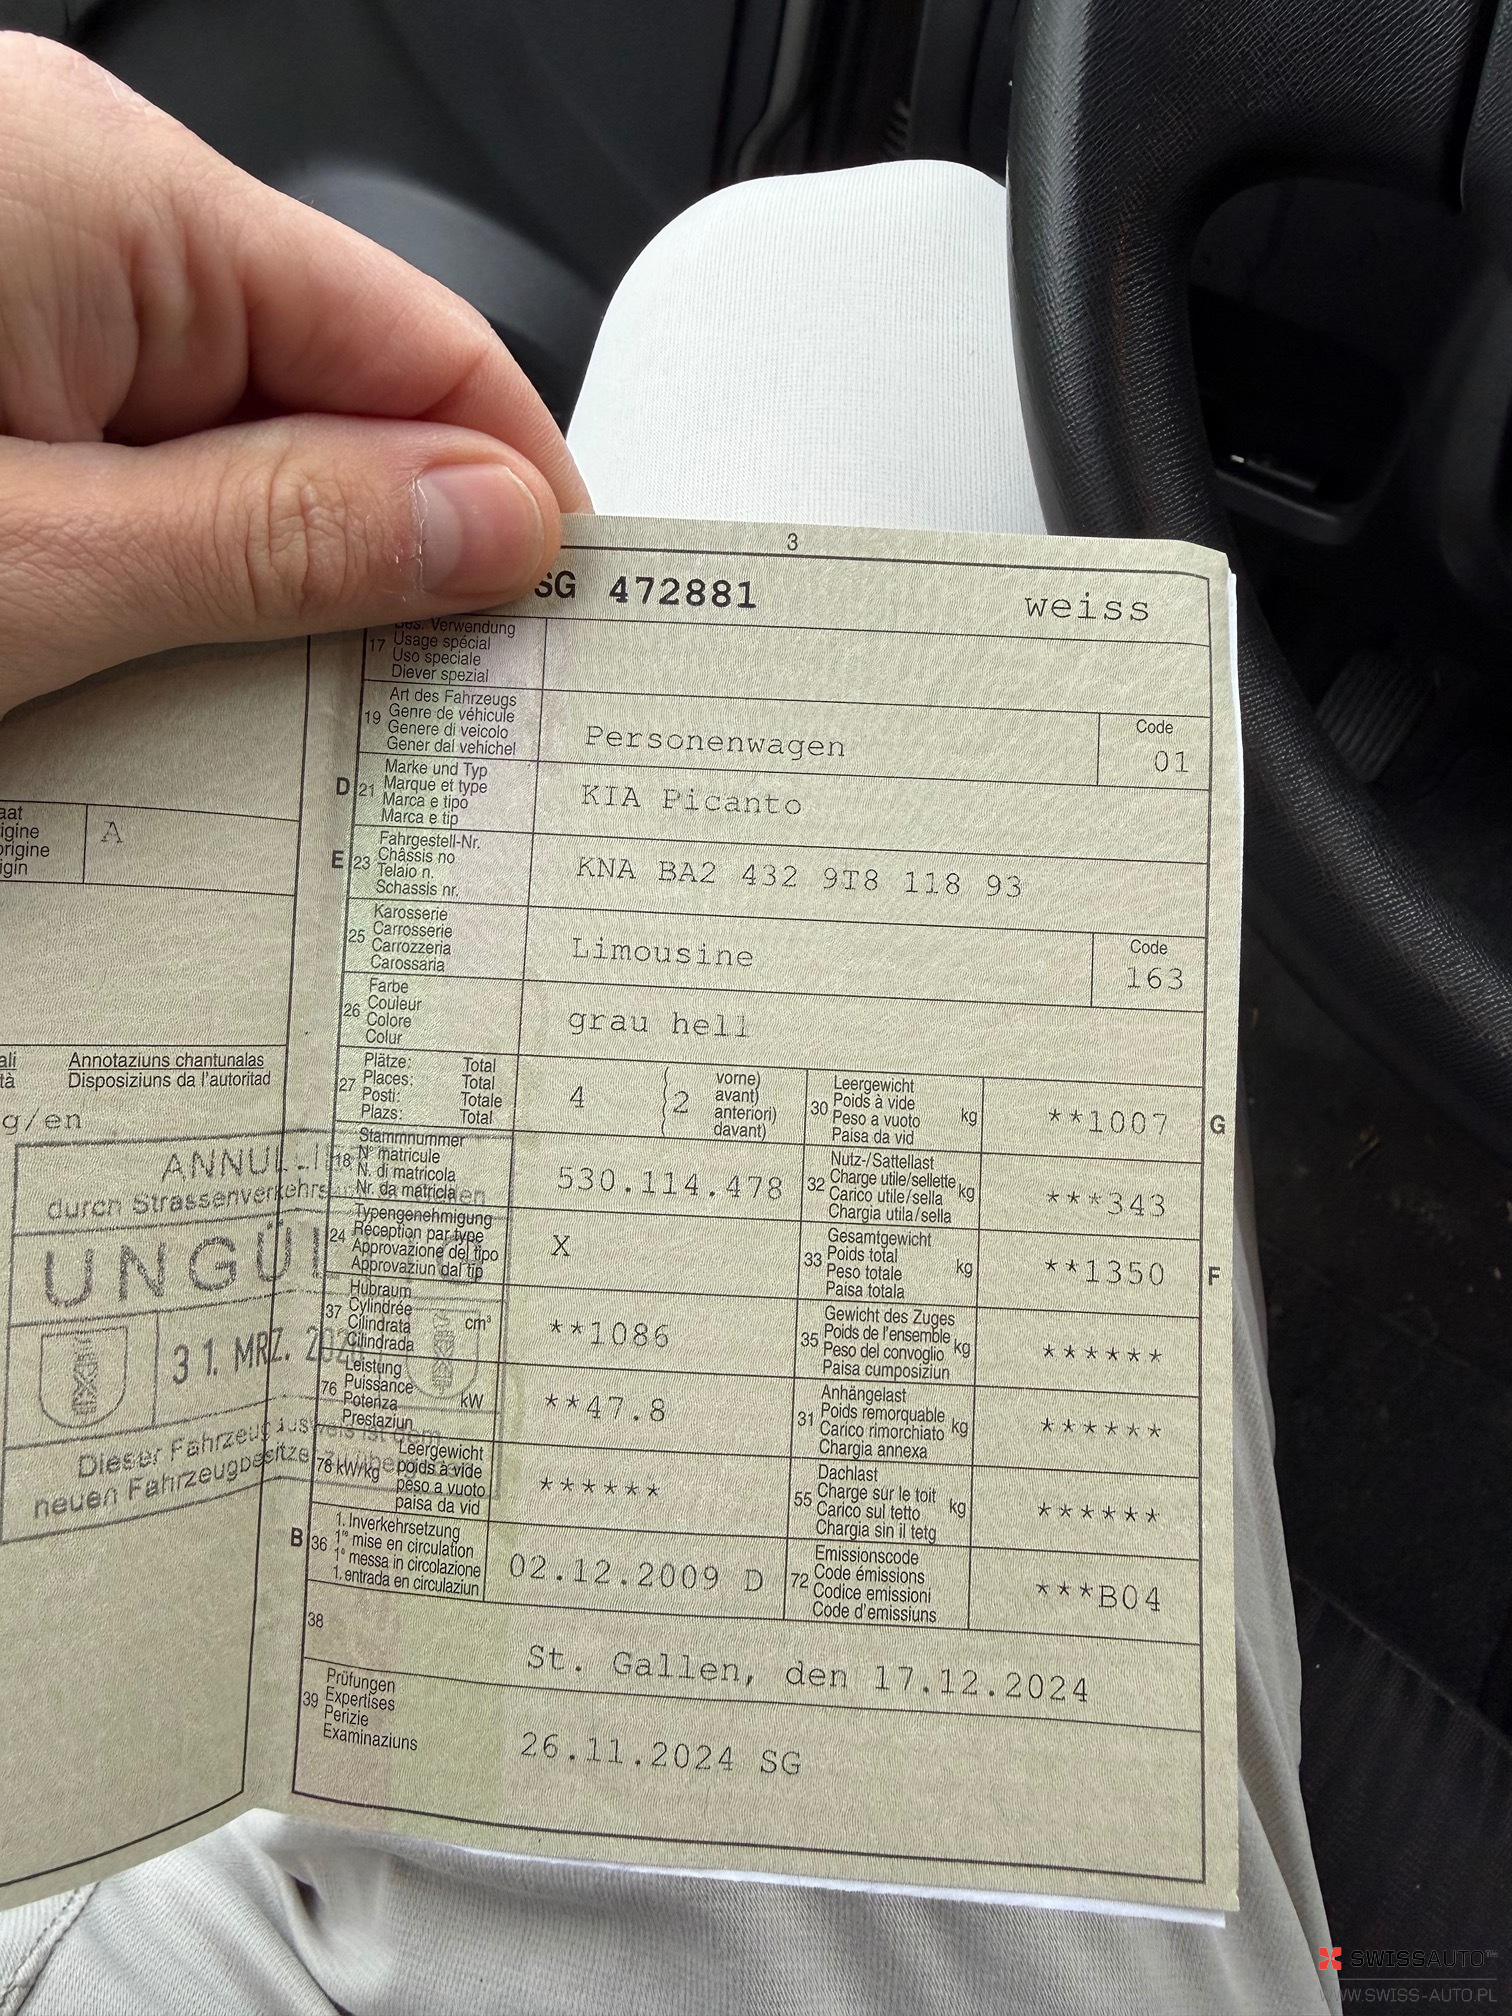 3
SG 472881 weiss
17 Bes. Verwendung
Usage spécial
Uso speciale
Diever spezial
19 Art des Fahrzeugs
Genre de véhicule
Genere di veicolo
Gener dal vehichel
Personenwagen
Code
01
D 21 Marke und Typ
Marque et type
Marca e tipo
Marca e tip
KIA Picanto
E 23 Fahrgestell-Nr.
Châssis no
Telaio n.
Schassis nr.
KNA BA2 432 9T8 118 93
25 Karosserie
Carrosserie
Carrozzeria
Carossaria
Limousine
Code
163
26 Farbe
Couleur
Colore
Colur
grau hell
27 Plätze: Total
Places: Total
Posti: Totale
Plazs: Total
4 (2 vorne)
avant)
anteriori)
davant)
30 Leergewicht
Poids à vide
Peso a vuoto kg
Paisa da vid
**1007 G
18 Stammnummer
N° matricule
N. di matricola
Nr. da matricla
530.114.478
32 Nutz-/Sattellast
Charge utile/sellette
Carico utile/sella kg
Chargia utila/sella
***343
24 Typengenehmigung
Réception par type
Approvazione del tipo
Approvaziun dal tip
X
33 Gesamtgewicht
Poids total
Peso totale kg
Paisa totala
**1350 F
37 Hubraum
Cylindrée
Cilindrata cm³
Cilindrada
**1086
35 Gewicht des Zuges
Poids de l'ensemble
Peso del convoglio kg
Paisa cumposiziun
******
76 Leistung
Puissance
Potenza kW
Prestaziun
**47.8
31 Anhängelast
Poids remorquable
Carico rimorchiato kg
Chargia annexa
******
78 kW/kg Leergewicht
poids à vide
peso a vuoto
paisa da vid
******
55 Dachlast
Charge sur le toit
Carico sul tetto kg
Chargia sin il tetg
******
B 36 1. Inverkehrsetzung
1re mise en circulation
1a messa in circolazione
1. entrada en circulaziun
02.12.2009 D
72 Emissionscode
Code émissions
Codice emissioni
Code d'emissiuns
***B04
38
St. Gallen, den 17.12.2024
39 Prüfungen
Expertises
Perizie
Examinaziuns
26.11.2024 SG
A
Annotaziuns chantunalas
Disposiziuns da l'autoritad
g/en
durch
31. MRZ.
Dieser Fahrzeugausweis ist dem
neuen Fahrzeugbesitzer
SWISSAUTO™
WWW.SWISS-AUTO.PL